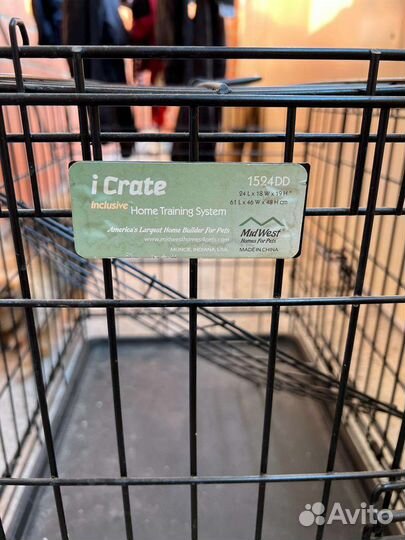 i Crate
1524DD
24 L x 18 W x 19 H"
61 L x 46 W x 48 H cm
inclusive Home Training System
America's Largest Home Builder For Pets
www.midwesthomes4pets.com
MUNCIE, INDIANA, USA
MidWest
Homes For Pets
MADE IN CHINA
Avito